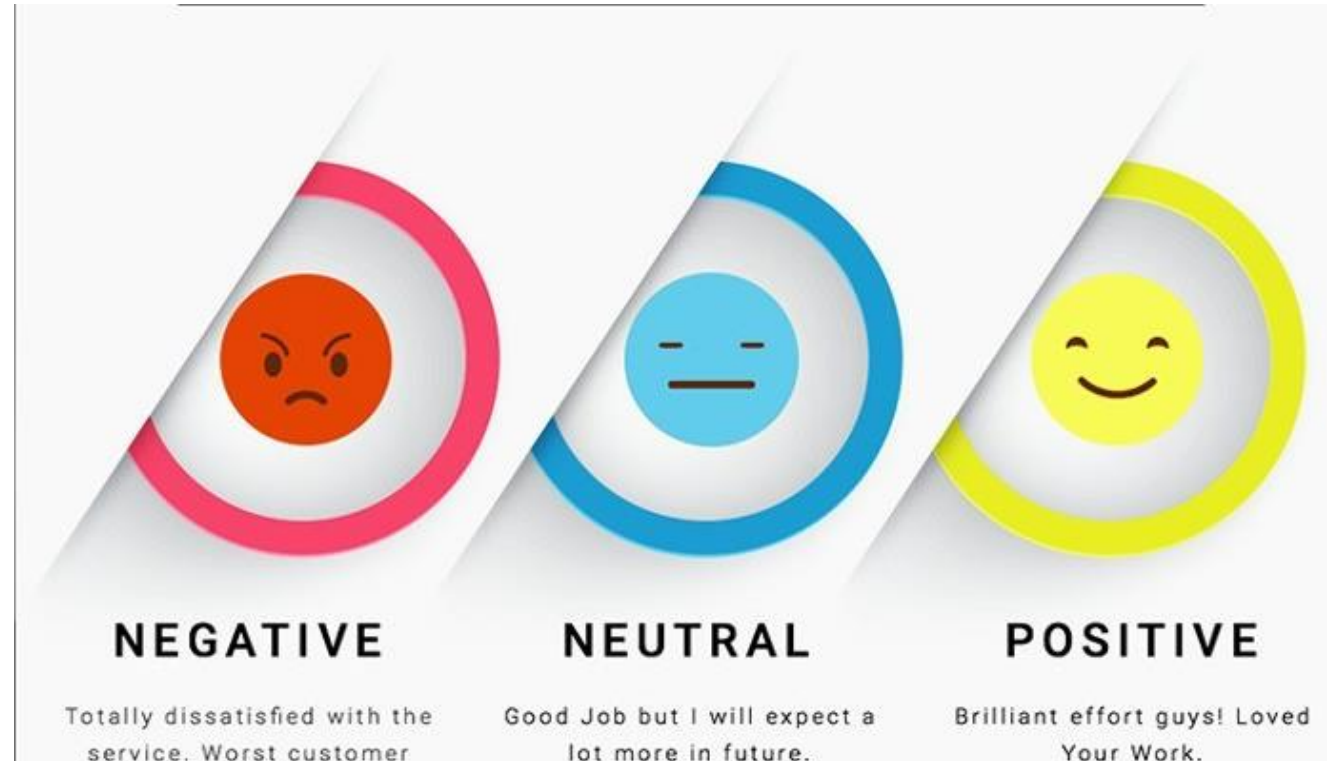 NEGATIVE
Totally dissatisfied with the
service. Worst customer
NEUTRAL
Good Job but I will expect a
lot more in future.
POSITIVE
Brilliant effort guys! Loved
Your Work.